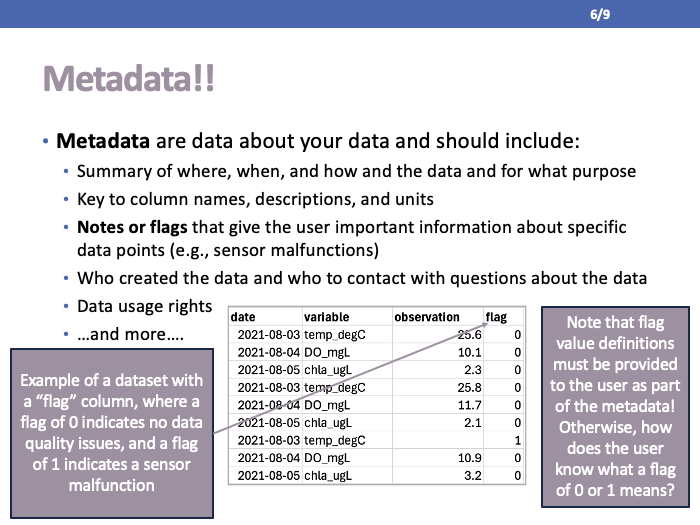 6/9
Metadata!!
• Metadata are data about your data and should include:
• Summary of where, when, and how and the data and for what purpose
• Key to column names, descriptions, and units
• Notes or flags that give the user important information about specific
data points (e.g., sensor malfunctions)
• Who created the data and who to contact with questions about the data
• Data usage rights
• …and more….
date variable observation flag
2021-08-03 temp_degC 25.6 0
2021-08-04 DO_mgL 10.1 0
2021-08-05 chla_ugL 2.3 0
2021-08-03 temp_degC 25.8 0
2021-08-04 DO_mgL 11.7 0
2021-08-05 chla_ugL 2.1 0
2021-08-03 temp_degC 1
2021-08-04 DO_mgL 10.9 0
2021-08-05 chla_ugL 3.2 0
Example of a dataset with
a “flag” column, where a
flag of 0 indicates no data
quality issues, and a flag
of 1 indicates a sensor
malfunction
Note that flag
value definitions
must be provided
to the user as part
of the metadata!
Otherwise, how
does the user
know what a flag
of 0 or 1 means?